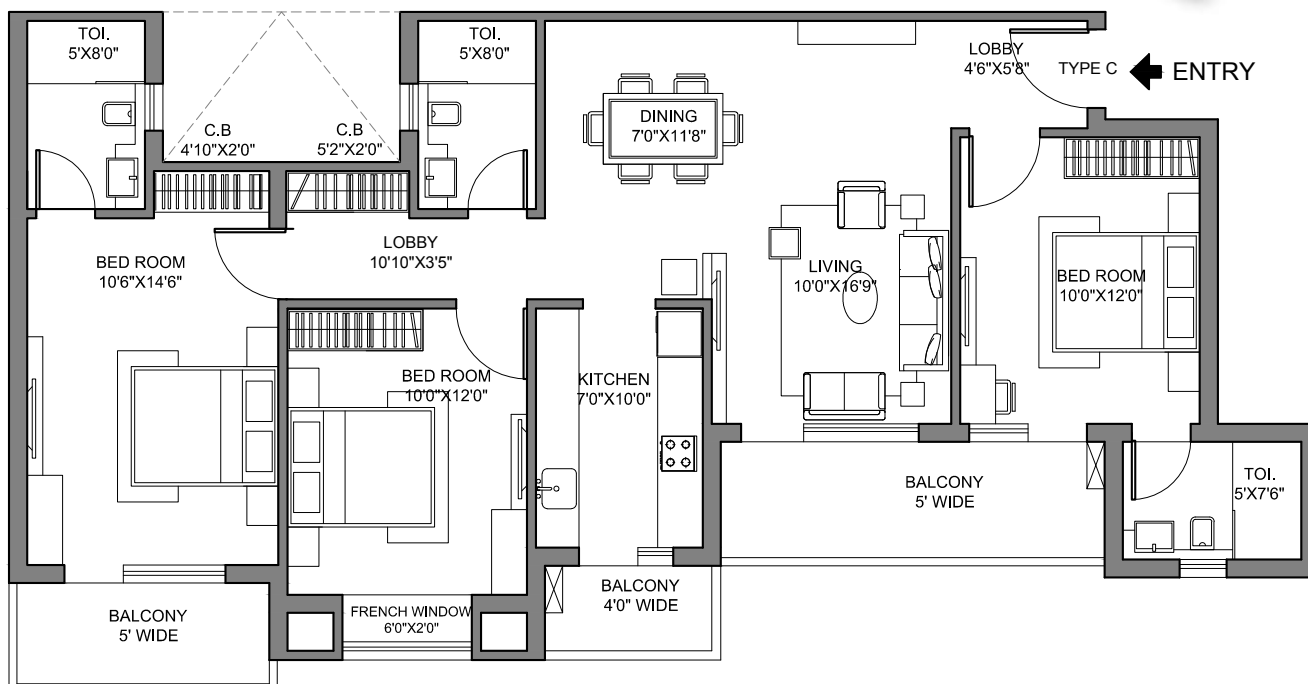 TOI.
5'X8'0"
TOI.
5'X8'0"
LOBBY
4'6"X5'8"
TYPE C
ENTRY
C.B
4'10"X2'0"
C.B
5'2"X2'0"
DINING
7'0"X11'8"
LOBBY
10'10"X3'5"
BED ROOM
10'6"X14'6"
LIVING
10'0"X16'9"
BED ROOM
10'0"X12'0"
BED ROOM
10'0"X12'0"
KITCHEN
7'0"X10'0"
BALCONY
5' WIDE
TOI.
5'X7'6"
BALCONY
5' WIDE
FRENCH WINDOW
6'0"X2'0"
BALCONY
4'0" WIDE